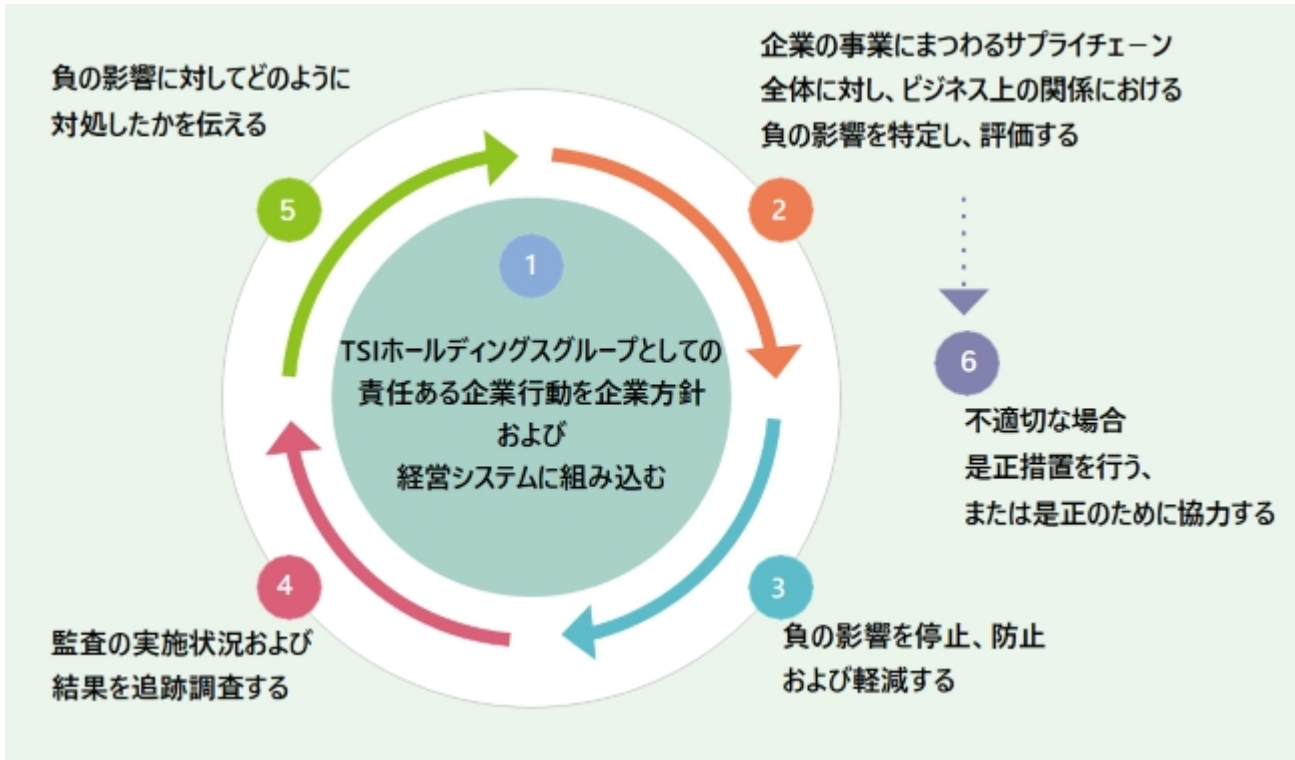 1
TSIホールディングスグループとしての
責任ある企業行動を企業方針
および
経営システムに組み込む
2
企業の事業にまつわるサプライチェーン
全体に対し、ビジネス上の関係における
負の影響を特定し、評価する
3
負の影響を停止、防止
および軽減する
4
監査の実施状況および
結果を追跡調査する
5
負の影響に対してどのように
対処したかを伝える
6
不適切な場合
是正措置を行う、
または是正のために協力する